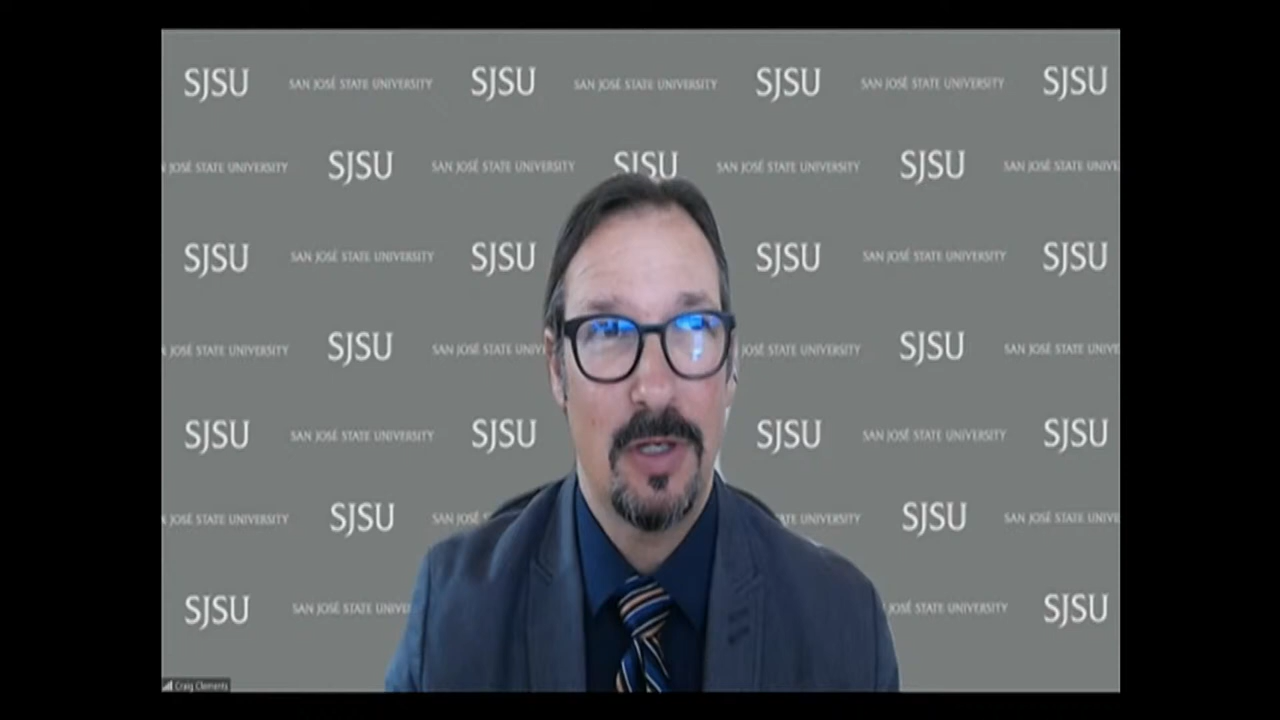 SJSU SAN JOSÉ STATE UNIVERSITY SJSU SAN JOSÉ STATE UNIVERSITY SJSU SAN JOSÉ STATE UNIVERSITY SJSU
JOSÉ STATE UNIVERSITY SJSU SAN JOSÉ STATE UNIVERSITY SJSU SAN JOSÉ STATE UNIVERSITY SJSU SAN JOSÉ STATE UNIVE
SJSU SAN JOSÉ STATE UNIVERSITY SJSU SJSU SAN JOSÉ STATE UNIVERSITY SJSU
JOSÉ STATE UNIVERSITY SJSU SAN JOSÉ STATE UNIV JOSÉ STATE UNIVERSITY SJSU SAN JOSÉ STATE UNIVE
SJSU SAN JOSÉ STATE UNIVERSITY SJSU SJSU SAN JOSÉ STATE UNIVERSITY SJSU
JOSÉ STATE UNIVERSITY SJSU SAN JOSÉ S TATE UNIVERSITY SJSU SAN JOSÉ STATE UNIVE
SJSU SAN JOSÉ STATE UNIVER JOSÉ STATE UNIVERSITY SJSU
Craig Clements